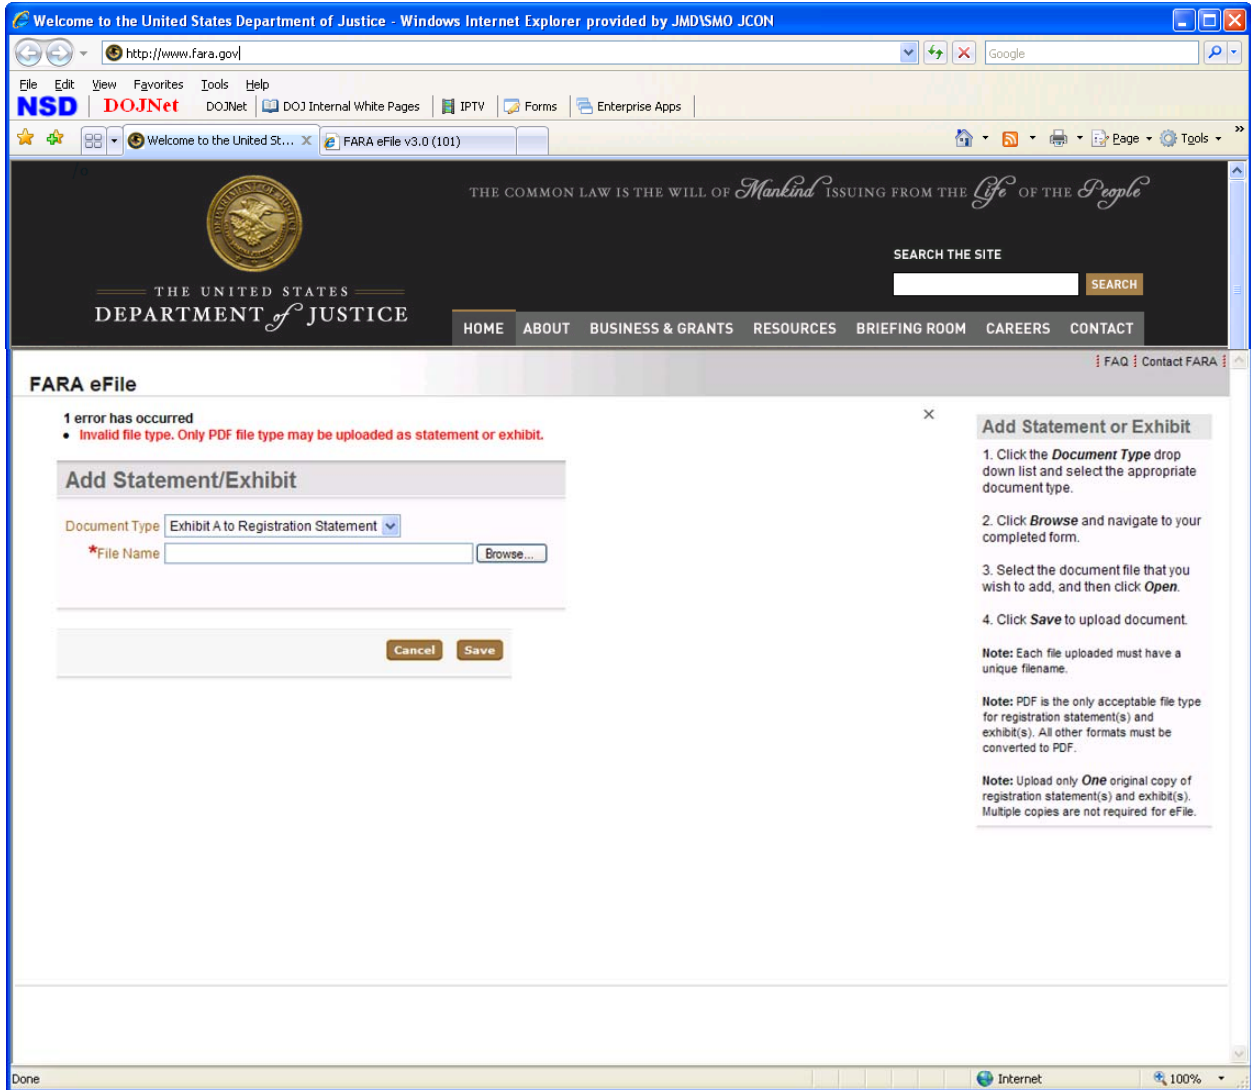 Welcome to the United States Department of Justice - Windows Internet Explorer provided by JMD\SMO JCON
http://www.fara.gov
Google
File Edit View Favorites Tools Help
NSD DOJNet DOJNet DOJ Internal White Pages IPTV Forms Enterprise Apps
Welcome to the United St... X FARA eFile v3.0 (101) Page Tools »
THE COMMON LAW IS THE WILL OF Mankind ISSUING FROM THE Life OF THE People
SEARCH THE SITE
SEARCH
THE UNITED STATES
DEPARTMENT of JUSTICE
HOME ABOUT BUSINESS & GRANTS RESOURCES BRIEFING ROOM CAREERS CONTACT
FAQ Contact FARA
FARA eFile
1 error has occurred
• Invalid file type. Only PDF file type may be uploaded as statement or exhibit.
Add Statement/Exhibit
Document Type Exhibit A to Registration Statement
*File Name Browse...
Cancel Save
Add Statement or Exhibit
1. Click the Document Type drop
down list and select the appropriate
document type.
2. Click Browse and navigate to your
completed form.
3. Select the document file that you
wish to add, and then click Open.
4. Click Save to upload document.
Note: Each file uploaded must have a
unique filename.
Note: PDF is the only acceptable file type
for registration statement(s) and
exhibit(s). All other formats must be
converted to PDF.
Note: Upload only One original copy of
registration statement(s) and exhibit(s).
Multiple copies are not required for eFile.
Done Internet 100%